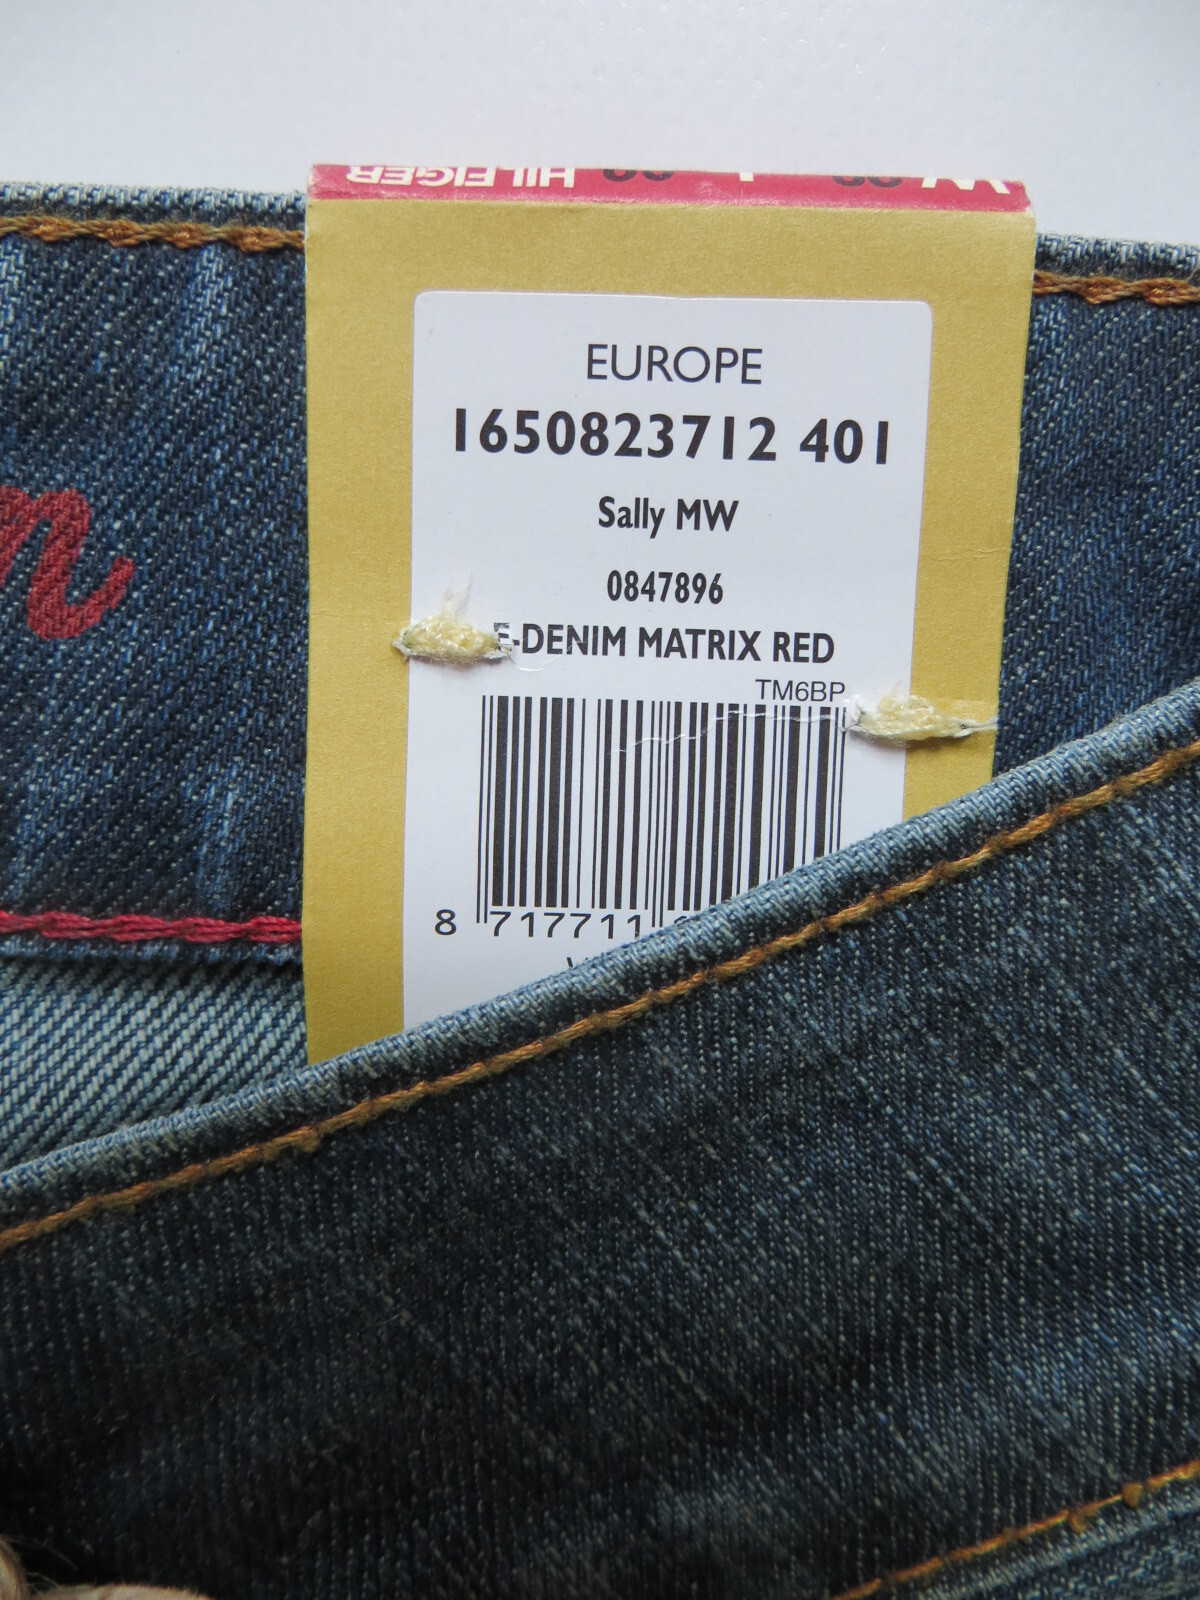 HILFIGER
EUROPE
1650823712 401
Sally MW
0847896
E-DENIM MATRIX RED
TM6BP
8 717711